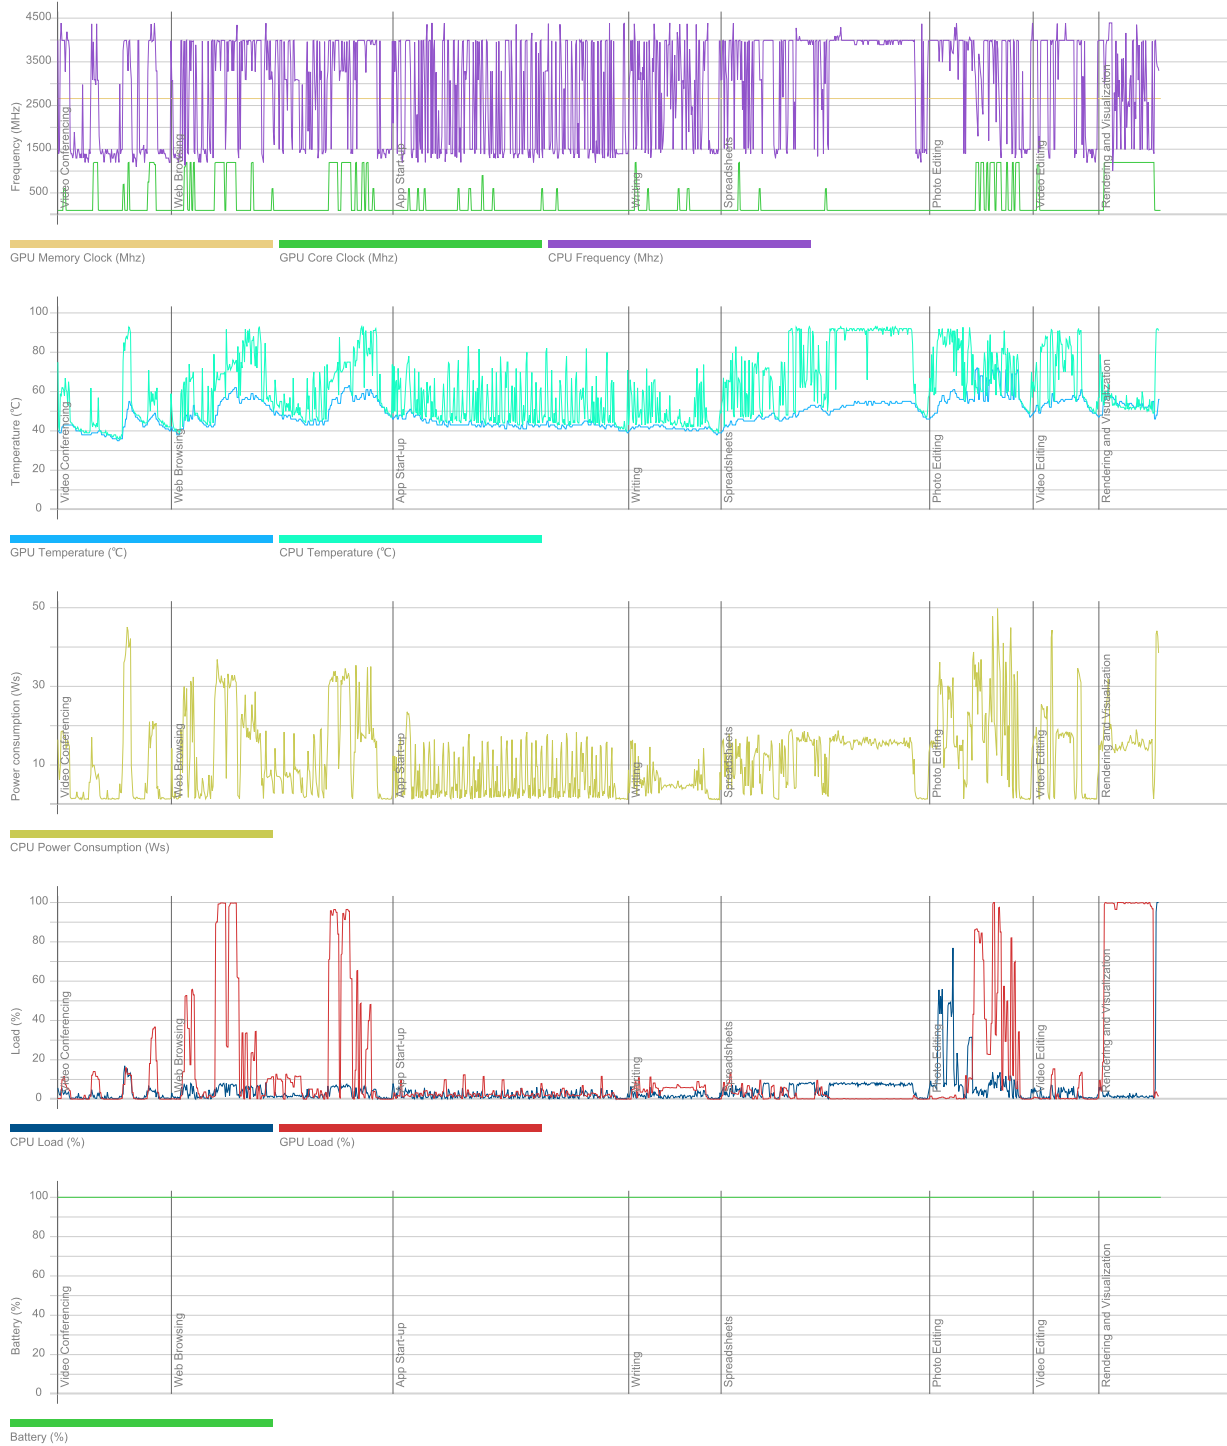 Frequency (MHz)
4500
3500
2500
1500
500
Video Conferencing
Web Browsing
App Start-up
Writing
Spreadsheets
Photo Editing
Video Editing
Rendering and Visualization
GPU Memory Clock (Mhz)
GPU Core Clock (Mhz)
CPU Frequency (Mhz)
Temperature (°C)
100
80
60
40
20
0
Video Conferencing
Web Browsing
App Start-up
Writing
Spreadsheets
Photo Editing
Video Editing
Rendering and Visualization
GPU Temperature (°C)
CPU Temperature (°C)
Power consumption (Ws)
50
30
10
Video Conferencing
Web Browsing
App Start-up
Writing
Spreadsheets
Photo Editing
Video Editing
Rendering and Visualization
CPU Power Consumption (Ws)
Load (%)
100
80
60
40
20
0
Video Conferencing
Web Browsing
App Start-up
Writing
Spreadsheets
Photo Editing
Video Editing
Rendering and Visualization
CPU Load (%)
GPU Load (%)
Battery (%)
100
80
60
40
20
0
Video Conferencing
Web Browsing
App Start-up
Writing
Spreadsheets
Photo Editing
Video Editing
Rendering and Visualization
Battery (%)